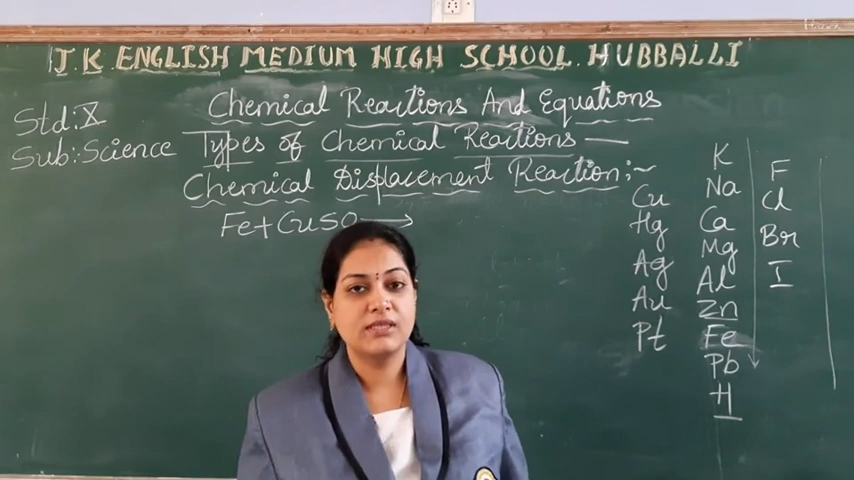 J.K. ENGLISH MEDIUM HIGH SCHOOL. HUBBALLI
Std:X
Sub:-Science
Chemical Reactions And Equations
Types of Chemical Reactions
Chemical Displacement Reaction:~
Fe+CuSO →
Cu
Hg
Ag
Au
Pt
K
Na
Ca
Mg
Al
Zn
Fe
Pb
H
F
Cl
Br
I